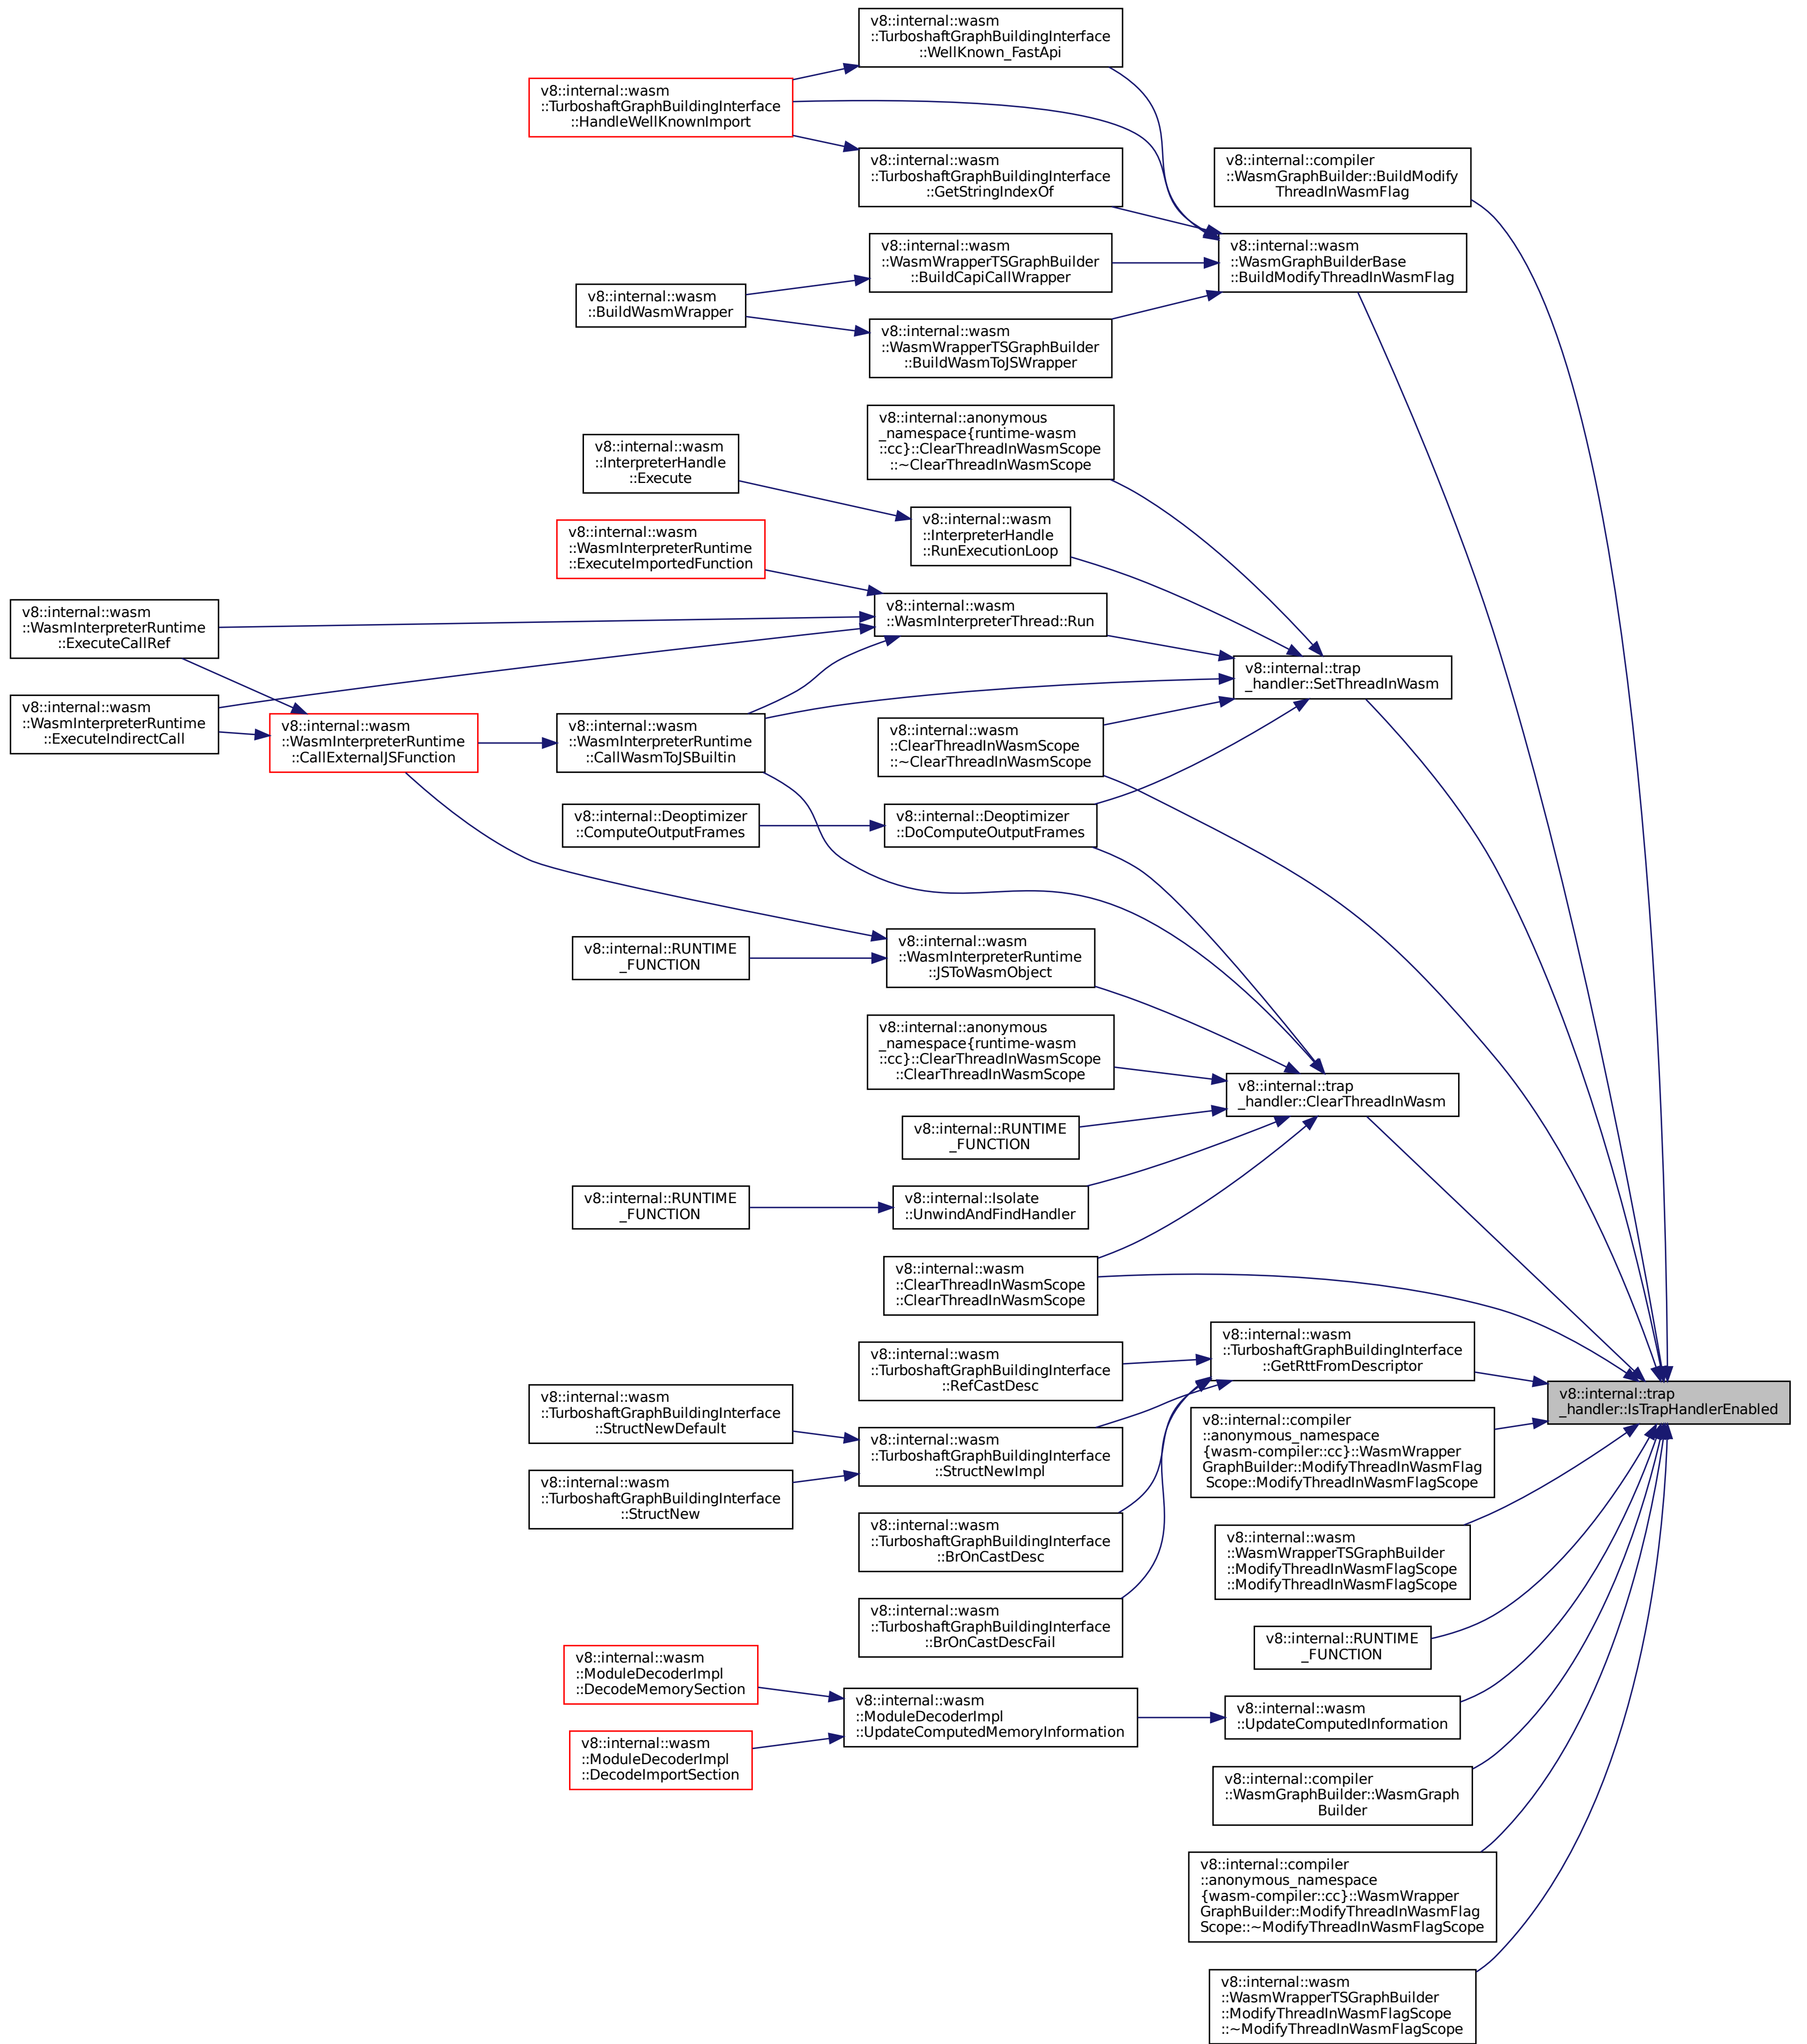 v8::internal::wasm
::TurboshaftGraphBuildingInterface
::WellKnown_FastApi
v8::internal::wasm
::TurboshaftGraphBuildingInterface
::HandleWellKnownImport
v8::internal::wasm
::TurboshaftGraphBuildingInterface
::GetStringIndexOf
v8::internal::compiler
::WasmGraphBuilder::BuildModify
ThreadInWasmFlag
v8::internal::wasm
::WasmWrapperTSGraphBuilder
::BuildCapiCallWrapper
v8::internal::wasm
::WasmGraphBuilderBase
::BuildModifyThreadInWasmFlag
v8::internal::wasm
::BuildWasmWrapper
v8::internal::wasm
::WasmWrapperTSGraphBuilder
::BuildWasmToJSWrapper
v8::internal::anonymous
_namespace{runtime-wasm
::cc}::ClearThreadInWasmScope
::~ClearThreadInWasmScope
v8::internal::wasm
::InterpreterHandle
::Execute
v8::internal::wasm
::InterpreterHandle
::RunExecutionLoop
v8::internal::wasm
::WasmInterpreterRuntime
::ExecuteImportedFunction
v8::internal::wasm
::WasmInterpreterThread::Run
v8::internal::wasm
::WasmInterpreterRuntime
::ExecuteCallRef
v8::internal::trap
_handler::SetThreadInWasm
v8::internal::wasm
::WasmInterpreterRuntime
::ExecuteIndirectCall
v8::internal::wasm
::WasmInterpreterRuntime
::CallExternalJSFunction
v8::internal::wasm
::WasmInterpreterRuntime
::CallWasmToJSBuiltin
v8::internal::wasm
::ClearThreadInWasmScope
::~ClearThreadInWasmScope
v8::internal::Deoptimizer
::ComputeOutputFrames
v8::internal::Deoptimizer
::DoComputeOutputFrames
v8::internal::RUNTIME
_FUNCTION
v8::internal::wasm
::WasmInterpreterRuntime
::JSToWasmObject
v8::internal::anonymous
_namespace{runtime-wasm
::cc}::ClearThreadInWasmScope
::ClearThreadInWasmScope
v8::internal::trap
_handler::ClearThreadInWasm
v8::internal::RUNTIME
_FUNCTION
v8::internal::RUNTIME
_FUNCTION
v8::internal::Isolate
::UnwindAndFindHandler
v8::internal::wasm
::ClearThreadInWasmScope
::ClearThreadInWasmScope
v8::internal::wasm
::TurboshaftGraphBuildingInterface
::GetRttFromDescriptor
v8::internal::wasm
::TurboshaftGraphBuildingInterface
::RefCastDesc
v8::internal::trap
_handler::IsTrapHandlerEnabled
v8::internal::wasm
::TurboshaftGraphBuildingInterface
::StructNewDefault
v8::internal::wasm
::TurboshaftGraphBuildingInterface
::StructNewImpl
v8::internal::compiler
::anonymous_namespace
{wasm-compiler::cc}::WasmWrapper
GraphBuilder::ModifyThreadInWasmFlag
Scope::ModifyThreadInWasmFlagScope
v8::internal::wasm
::TurboshaftGraphBuildingInterface
::StructNew
v8::internal::wasm
::TurboshaftGraphBuildingInterface
::BrOnCastDesc
v8::internal::wasm
::WasmWrapperTSGraphBuilder
::ModifyThreadInWasmFlagScope
::ModifyThreadInWasmFlagScope
v8::internal::wasm
::TurboshaftGraphBuildingInterface
::BrOnCastDescFail
v8::internal::RUNTIME
_FUNCTION
v8::internal::wasm
::ModuleDecoderImpl
::DecodeMemorySection
v8::internal::wasm
::ModuleDecoderImpl
::UpdateComputedMemoryInformation
v8::internal::wasm
::UpdateComputedInformation
v8::internal::wasm
::ModuleDecoderImpl
::DecodeImportSection
v8::internal::compiler
::WasmGraphBuilder::WasmGraph
Builder
v8::internal::compiler
::anonymous_namespace
{wasm-compiler::cc}::WasmWrapper
GraphBuilder::ModifyThreadInWasmFlag
Scope::~ModifyThreadInWasmFlagScope
v8::internal::wasm
::WasmWrapperTSGraphBuilder
::ModifyThreadInWasmFlagScope
::~ModifyThreadInWasmFlagScope